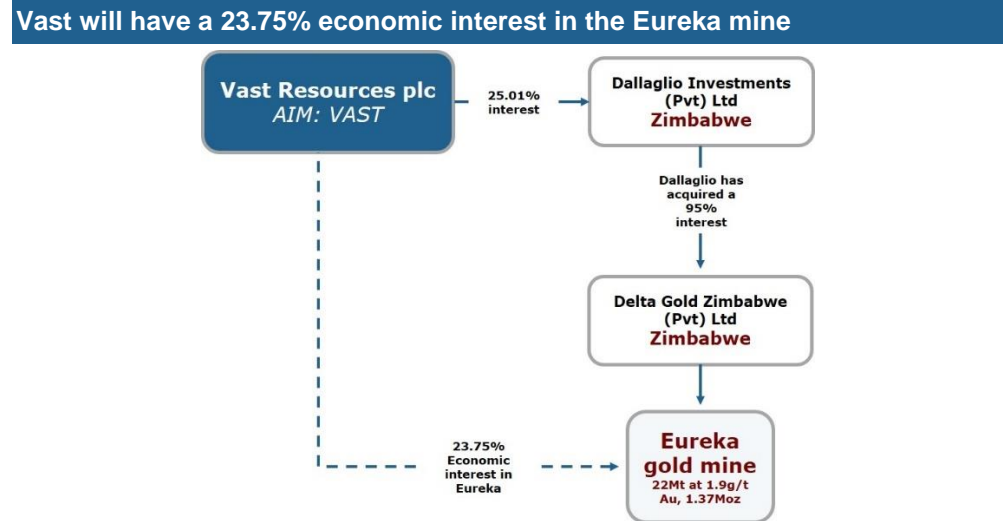 Vast will have a 23.75% economic interest in the Eureka mine
Vast Resources plc
AIM: VAST
25.01%
interest
Dallaglio Investments
(Pvt) Ltd
Zimbabwe
Dallaglio has
acquired a
95%
interest
Delta Gold Zimbabwe
(Pvt) Ltd
Zimbabwe
23.75%
Economic
interest in
Eureka
Eureka
gold mine
22Mt at 1.9g/t
Au, 1.37Moz